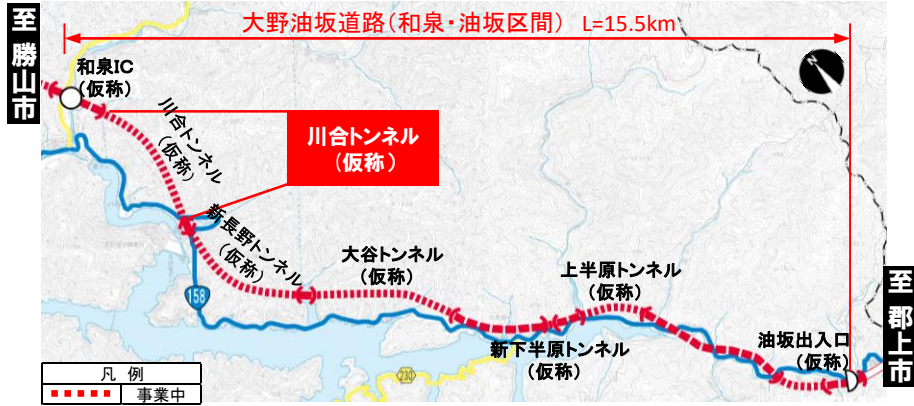 大野油坂道路(和泉・油坂区間) L=15.5km
至 勝山市
和泉IC
(仮称)
川合トンネル
(仮称)
川合トンネル
(仮称)
新長野トンネル
(仮称)
大谷トンネル
(仮称)
上半原トンネル
(仮称)
158
新下半原トンネル
(仮称)
230
油坂出入口
(仮称)
至 郡上市
凡 例
事業中